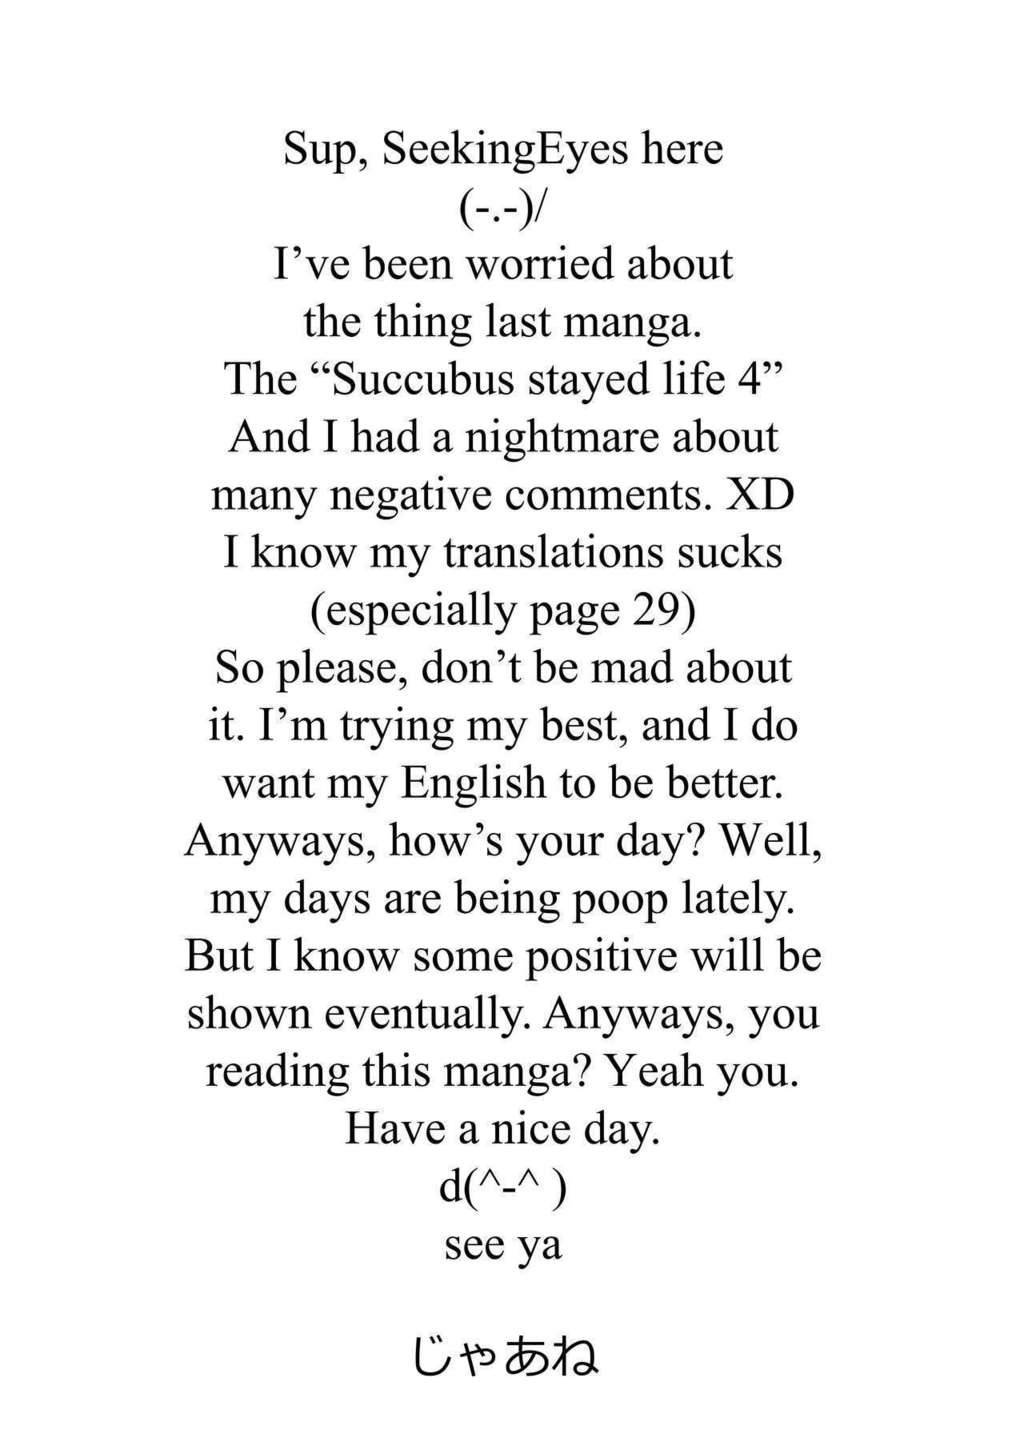 Sup, SeekingEyes here
(-.-)/
I’ve been worried about
the thing last manga.
The “Succubus stayed life 4”
And I had a nightmare about
many negative comments. XD
I know my translations sucks
(especially page 29)
So please, don’t be mad about
it. I’m trying my best, and I do
want my English to be better.
Anyways, how’s your day? Well,
my days are being poop lately.
But I know some positive will be
shown eventually. Anyways, you
reading this manga? Yeah you.
Have a nice day.
d(^-^ )
see ya
じゃあね